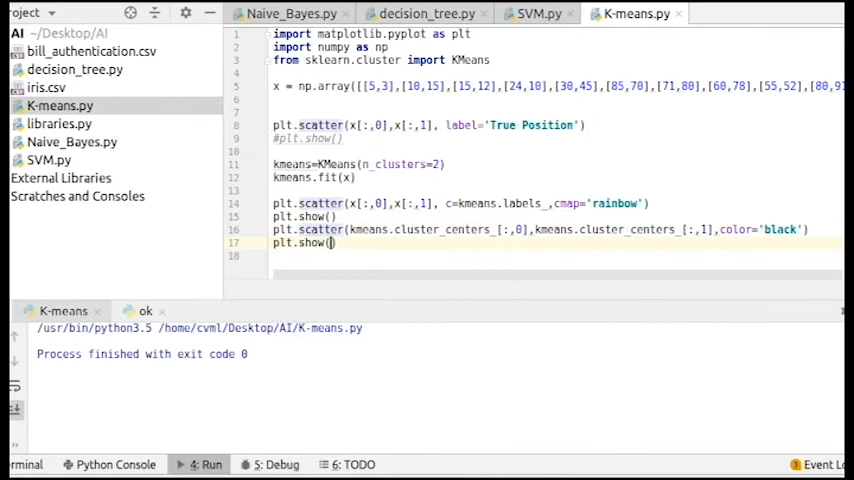 roject
Naive_Bayes.py
decision_tree.py
SVM.py
K-means.py
AI ~/Desktop/AI
bill_authentication.csv
decision_tree.py
iris.csv
K-means.py
libraries.py
Naive_Bayes.py
SVM.py
External Libraries
Scratches and Consoles
1 import matplotlib.pyplot as plt
2 import numpy as np
3 from sklearn.cluster import KMeans
4
5 x = np.array([[5,3],[10,15],[15,12],[24,10],[30,45],[85,70],[71,80],[60,78],[55,52],[80,91
6
7
8 plt.scatter(x[:,0],x[:,1], label='True Position')
9 #plt.show()
10
11 kmeans=KMeans(n_clusters=2)
12 kmeans.fit(x)
13
14 plt.scatter(x[:,0],x[:,1], c=kmeans.labels_,cmap='rainbow')
15 plt.show()
16 plt.scatter(kmeans.cluster_centers_[:,0],kmeans.cluster_centers_[:,1],color='black')
17 plt.show()
18
K-means
ok
/usr/bin/python3.5 /home/cvml/Desktop/AI/K-means.py
Process finished with exit code 0
rminal
Python Console
4: Run
5: Debug
6: TODO
3 Event Lo